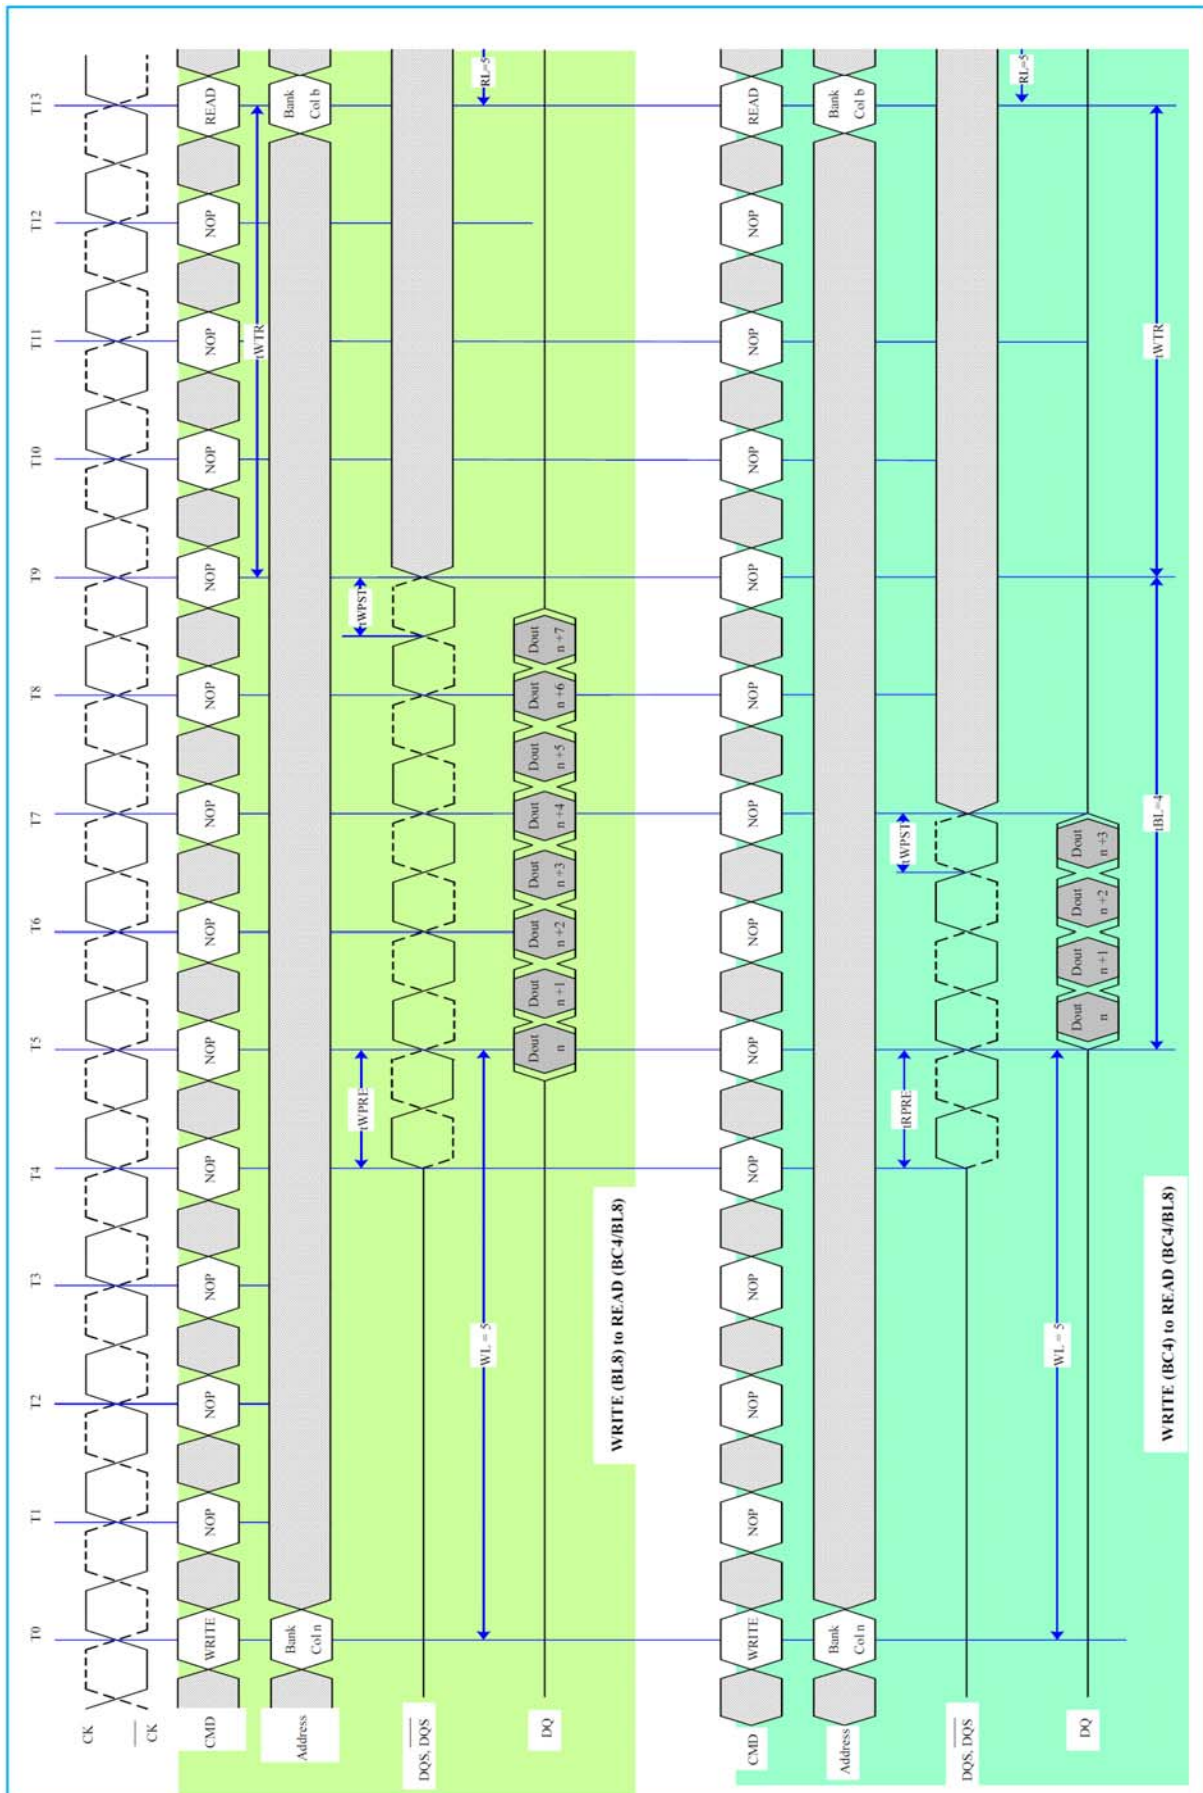 T0 T1 T2 T3 T4 T5 T6 T7 T8 T9 T10 T11 T12 T13
CK
CK
CMD WRITE NOP NOP NOP NOP NOP NOP NOP NOP NOP NOP NOP NOP READ
tWTR
Address
Bank Bank
Col n Col b
tWPRE tWPST
DQS, DQS
WL = 5 RL=5
DQ
Dout Dout Dout Dout Dout Dout Dout Dout
n n +1 n +2 n +3 n +4 n +5 n +6 n +7
WRITE (BL8) to READ (BC4/BL8)
CMD WRITE NOP NOP NOP NOP NOP NOP NOP NOP NOP NOP NOP NOP READ
Address
Bank Bank
Col n Col b
tRPRE tWPST
DQS, DQS
RL=5
WL = 5
DQ
Dout Dout Dout Dout
n n +1 n +2 n +3
tBL=4 tWTR
WRITE (BC4) to READ (BC4/BL8)